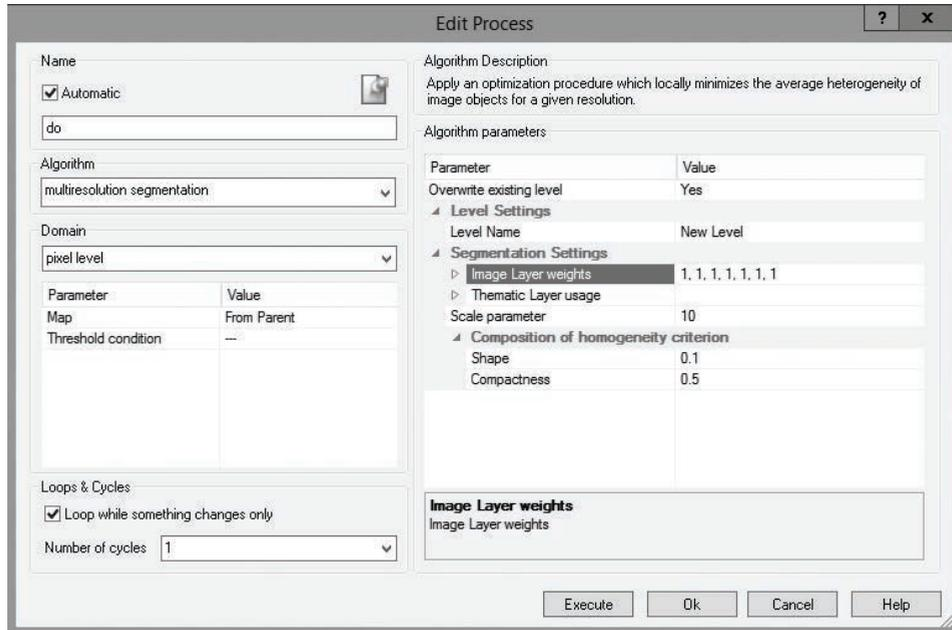 Edit Process
?
x
Name
Automatic
do
Algorithm
multiresolution segmentation
Domain
pixel level
Parameter Value
Map From Parent
Threshold condition ---
Loops & Cycles
Loop while something changes only
Number of cycles 1
Algorithm Description
Apply an optimization procedure which locally minimizes the average heterogeneity of
image objects for a given resolution.
Algorithm parameters
Parameter Value
Overwrite existing level Yes
Level Settings
Level Name New Level
Segmentation Settings
Image Layer weights 1, 1, 1, 1, 1, 1, 1
Thematic Layer usage
Scale parameter 10
Composition of homogeneity criterion
Shape 0.1
Compactness 0.5
Image Layer weights
Image Layer weights
Execute Ok Cancel Help